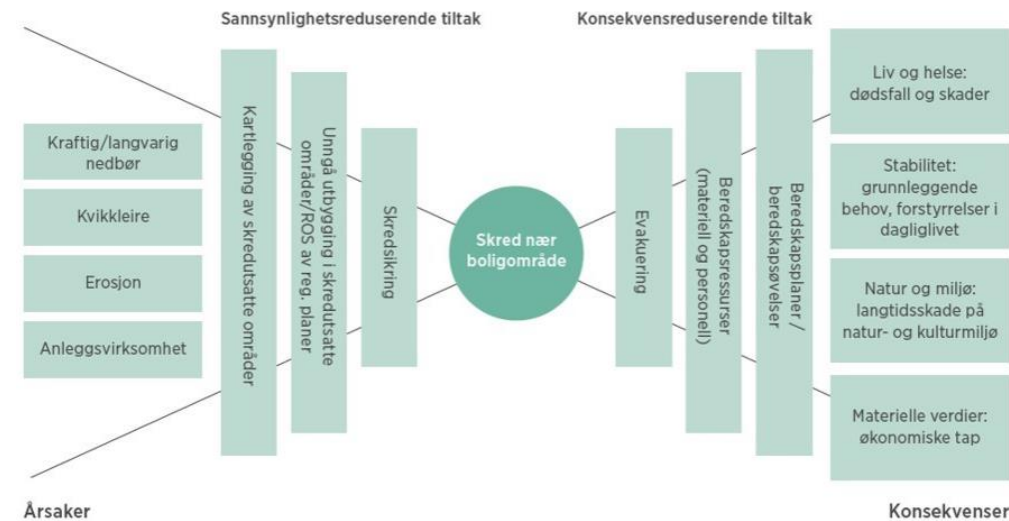 Sannsynlighetsreduserende tiltak
Konsekvensreduserende tiltak
Kraftig/langvarig
nedbør
Kvikkleire
Erosjon
Anleggsvirksomhet
Kartlegging av skredutsatte områder
Unngå utbygging i skredutsatte
områder/ROS av reg. planer
Skredsikring
Skred nær
boligområde
Evakuering
Beredskapsressurser
(materiell og personell)
Beredskapsplaner /
beredskapsøvelser
Liv og helse:
dødsfall og skader
Stabilitet:
grunnleggende
behov, forstyrrelser i
dagliglivet
Natur og miljø:
langtidsskade på
natur- og kulturmiljø
Materielle verdier:
økonomiske tap
Årsaker
Konsekvenser